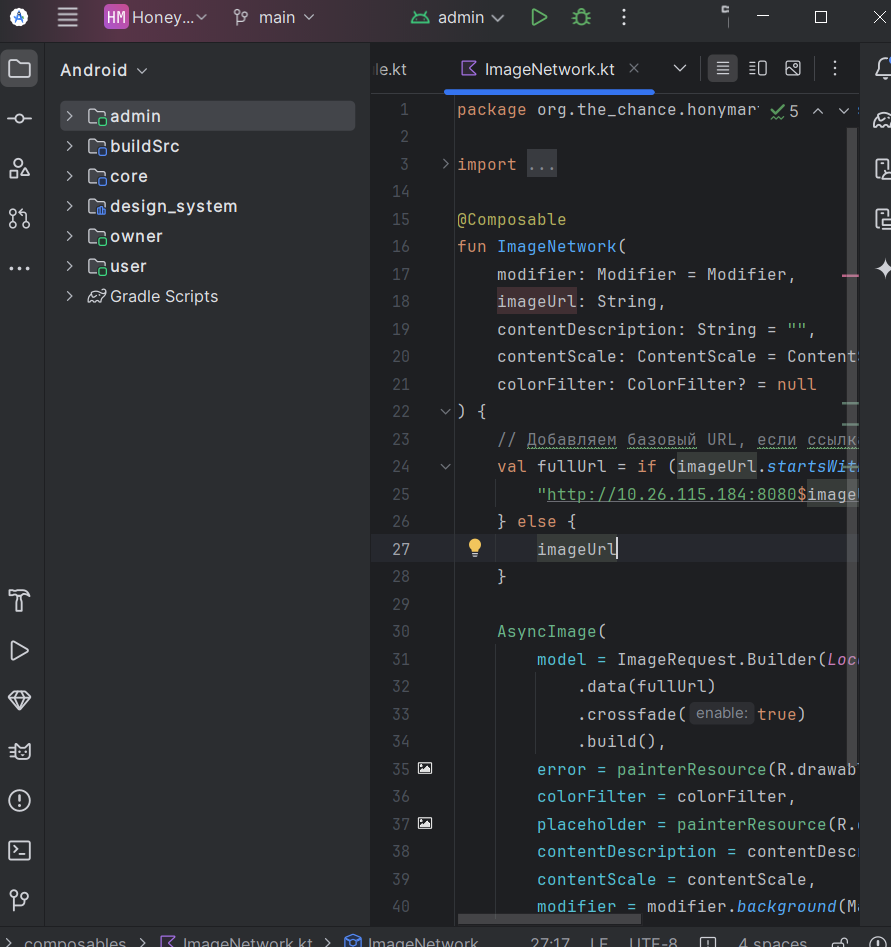 HM Honey... main admin
Android
admin
buildSrc
core
design_system
owner
user
Gradle Scripts
le.kt ImageNetwork.kt
5
1 package org.the_chance.honymar
2
3 import ...
14
15 @Composable
16 fun ImageNetwork(
17 modifier: Modifier = Modifier,
18 imageUrl: String,
19 contentDescription: String = "",
20 contentScale: ContentScale = ContentS
21 colorFilter: ColorFilter? = null
22 ) {
23 // Добавляем базовый URL, если ссылк
24 val fullUrl = if (imageUrl.startsWit
25 "http://10.26.115.184:8080$imageU
26 } else {
27 imageUrl
28 }
29
30 AsyncImage(
31 model = ImageRequest.Builder(Loc
32 .data(fullUrl)
33 .crossfade( enable: true)
34 .build(),
35 error = painterResource(R.drawab
36 colorFilter = colorFilter,
37 placeholder = painterResource(R.
38 contentDescription = contentDesc
39 contentScale = contentScale,
40 modifier = modifier.background(Ma
composables ImageNetwork.kt ImageNetwork 27:17 LF UTF-8 4 spaces